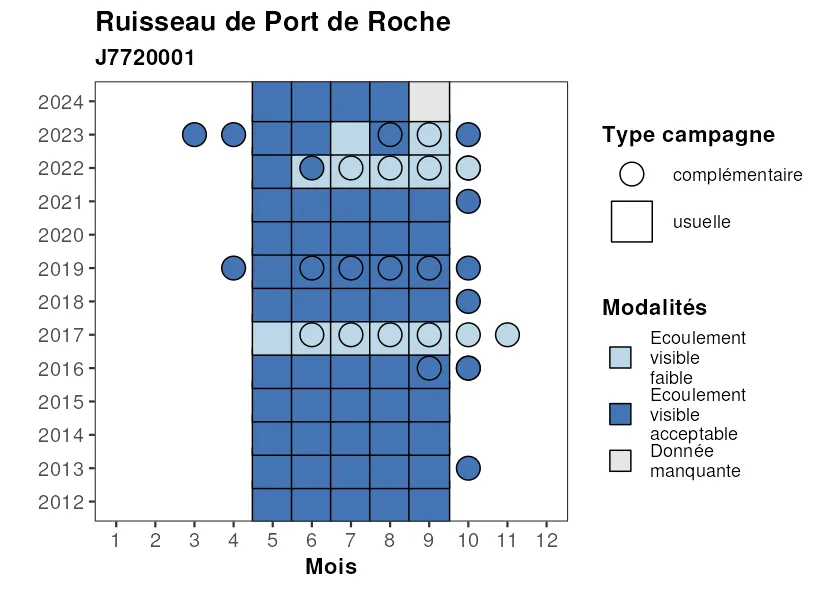 Ruisseau de Port de Roche
J7720001
2024
2023
2022
2021
2020
2019
2018
2017
2016
2015
2014
2013
2012
1 2 3 4 5 6 7 8 9 10 11 12
Mois
Type campagne
complémentaire
usuelle
Modalités
Ecoulement
visible
faible
Ecoulement
visible
acceptable
Donnée
manquante